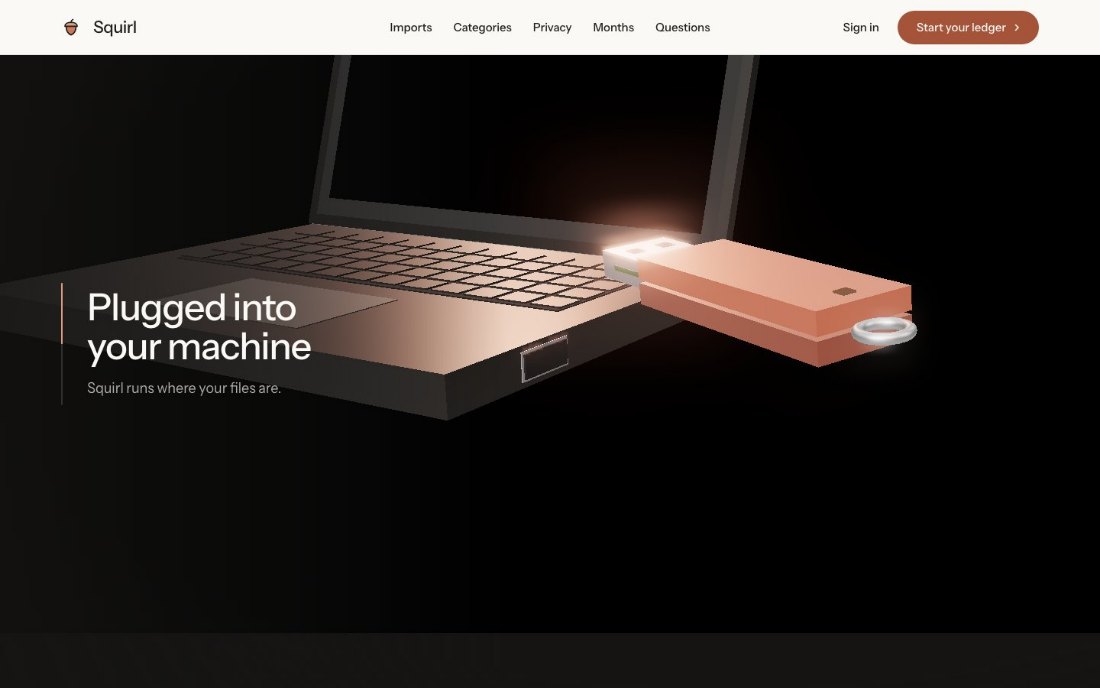 Squirl
Imports
Categories
Privacy
Months
Questions
Sign in
Start your ledger
Plugged into
your machine
Squirl runs where your files are.